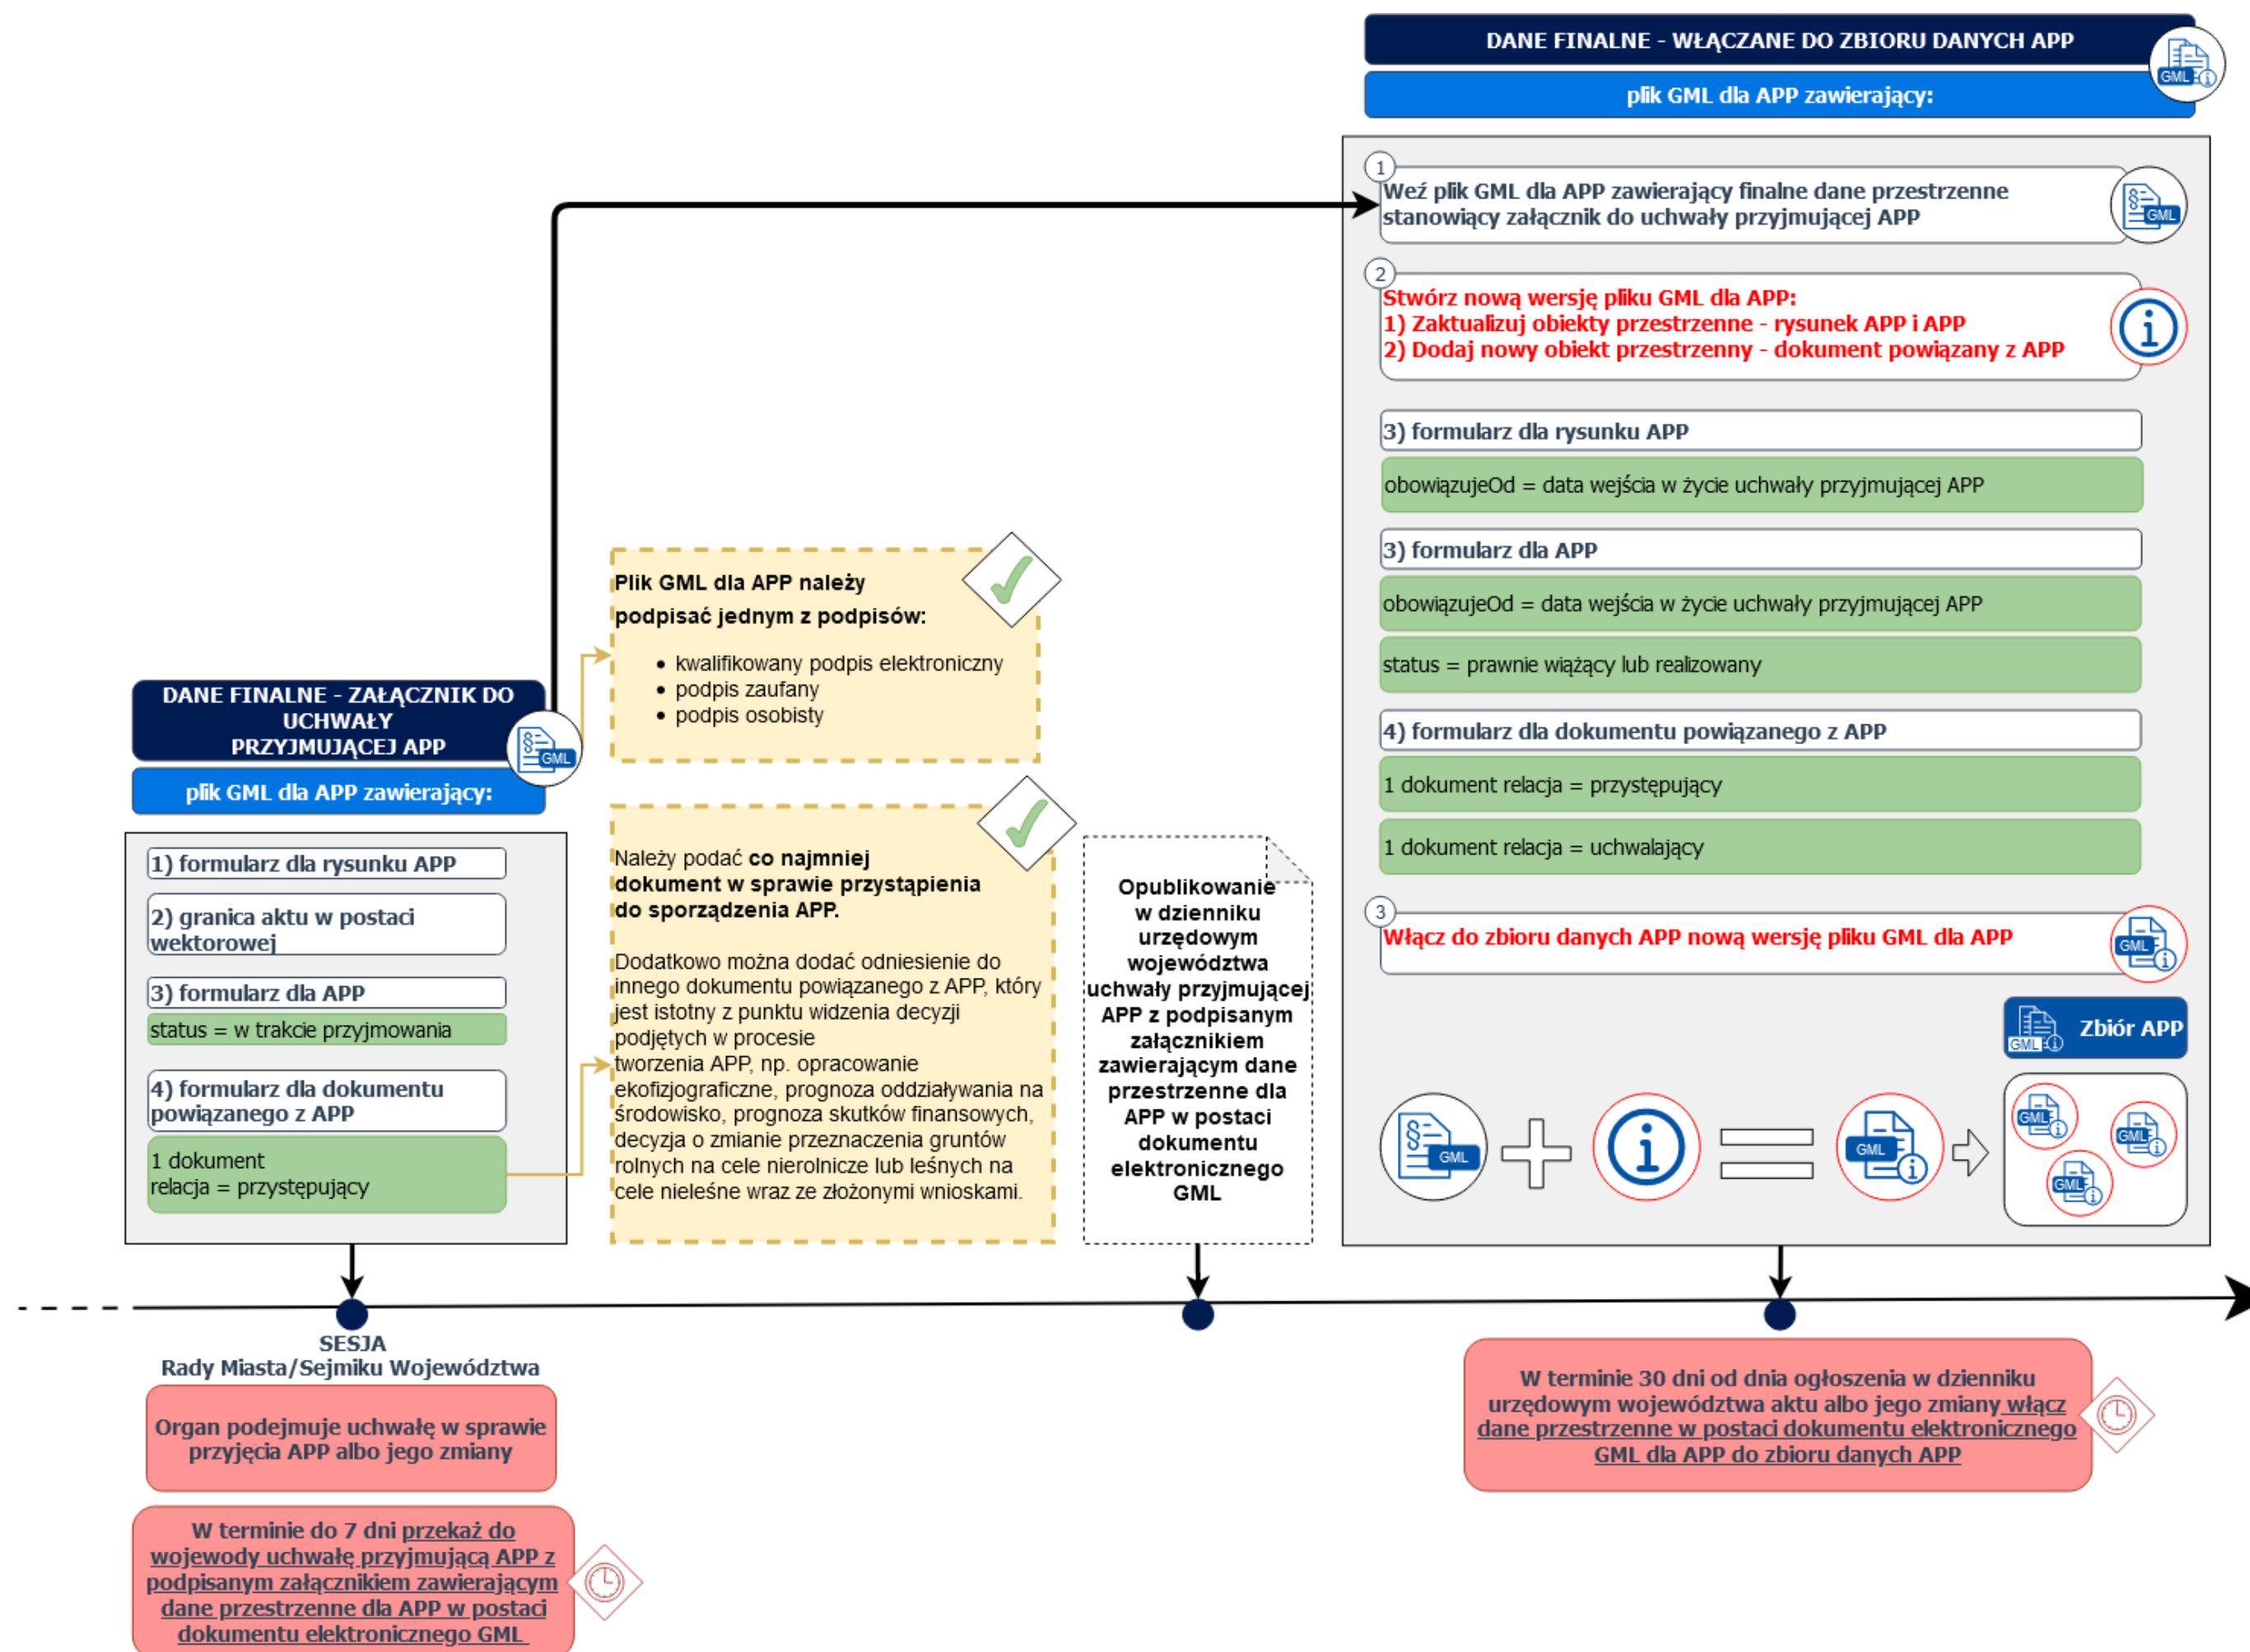 DANE FINALNE - WŁĄCZANE DO ZBIORU DANYCH APP
GML
plik GML dla APP zawierający:
1
Weź plik GML dla APP zawierający finalne dane przestrzenne
stanowiący załącznik do uchwały przyjmującej APP
§
GML
2
Stwórz nową wersję pliku GML dla APP:
1) Zaktualizuj obiekty przestrzenne - rysunek APP i APP
2) Dodaj nowy obiekt przestrzenny - dokument powiązany z APP
i
3) formularz dla rysunku APP
obowiązujeOd = data wejścia w życie uchwały przyjmującej APP
3) formularz dla APP
obowiązujeOd = data wejścia w życie uchwały przyjmującej APP
status = prawnie wiążący lub realizowany
4) formularz dla dokumentu powiązanego z APP
1 dokument relacja = przystępujący
1 dokument relacja = uchwalający
3
Włącz do zbioru danych APP nową wersję pliku GML dla APP
GML
i
GML
i
Zbiór APP
§
GML
i
GML
i
GML
i
GML
i
GML
i
Plik GML dla APP należy
podpisać jednym z podpisów:
• kwalifikowany podpis elektroniczny
• podpis zaufany
• podpis osobisty
DANE FINALNE - ZAŁĄCZNIK DO
UCHWAŁY
PRZYJMUJĄCEJ APP
§
GML
plik GML dla APP zawierający:
1) formularz dla rysunku APP
2) granica aktu w postaci
wektorowej
3) formularz dla APP
status = w trakcie przyjmowania
4) formularz dla dokumentu
powiązanego z APP
1 dokument
relacja = przystępujący
Należy podać co najmniej
dokument w sprawie przystąpienia
do sporządzenia APP.
Dodatkowo można dodać odniesienie do
innego dokumentu powiązanego z APP, który
jest istotny z punktu widzenia decyzji
podjętych w procesie
tworzenia APP, np. opracowanie
ekofizjograficzne, prognoza oddziaływania na
środowisko, prognoza skutków finansowych,
decyzja o zmianie przeznaczenia gruntów
rolnych na cele nierolnicze lub leśnych na
cele nieleśne wraz ze złożonymi wnioskami.
Opublikowanie
w dzienniku
urzędowym
województwa
uchwały przyjmującej
APP z podpisanym
załącznikiem
zawierającym dane
przestrzenne dla
APP w postaci
dokumentu
elektronicznego
GML
SESJA
Rady Miasta/Sejmiku Województwa
Organ podejmuje uchwałę w sprawie
przyjęcia APP albo jego zmiany
W terminie do 7 dni przekaż do
wojewody uchwałę przyjmującą APP z
podpisanym załącznikiem zawierającym
dane przestrzenne dla APP w postaci
dokumentu elektronicznego GML
W terminie 30 dni od dnia ogłoszenia w dzienniku
urzędowym województwa aktu albo jego zmiany włącz
dane przestrzenne w postaci dokumentu elektronicznego
GML dla APP do zbioru danych APP